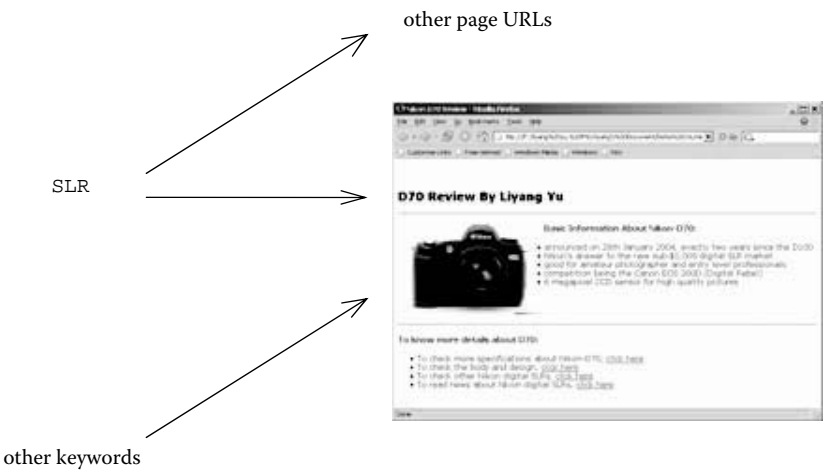 other page URLs
SLR
D70 Review By Liyang Yu
Basic Information About Nikon D70:
announced on 28th January 2004, exactly two years since the D100
Nikon's answer to the new sub-$1,000 digital SLR market
good for amateur photographer and entry level professionals
competition being the Canon EOS 300D (Digital Rebel)
6 megapixel CCD sensor for high quality pictures
To know more details about D70:
To check more specifications about Nikon-D70, click here
To check the body and design, click here
To check other Nikon digital SLRs, click here
To read news about Nikon digital SLRs, click here
Done
other keywords